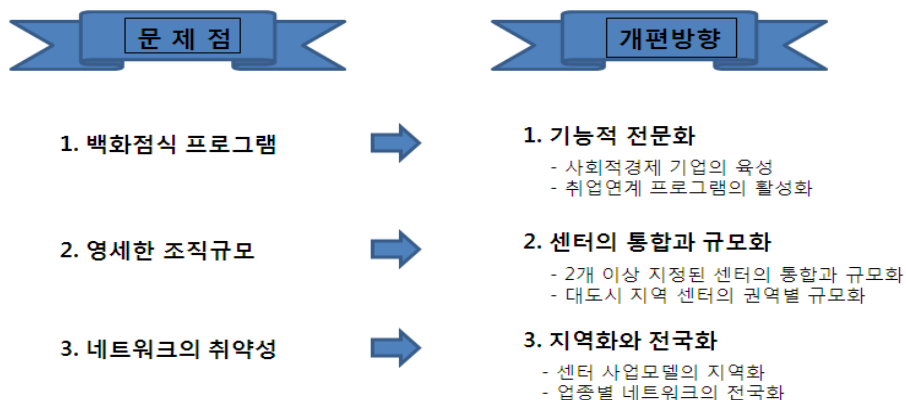 문 제 점
개편방향
1. 백화점식 프로그램
1. 기능적 전문화
- 사회적경제 기업의 육성
- 취업연계 프로그램의 활성화
2. 영세한 조직규모
2. 센터의 통합과 규모화
- 2개 이상 지정된 센터의 통합과 규모화
- 대도시 지역 센터의 권역별 규모화
3. 네트워크의 취약성
3. 지역화와 전국화
- 센터 사업모델의 지역화
- 업종별 네트워크의 전국화